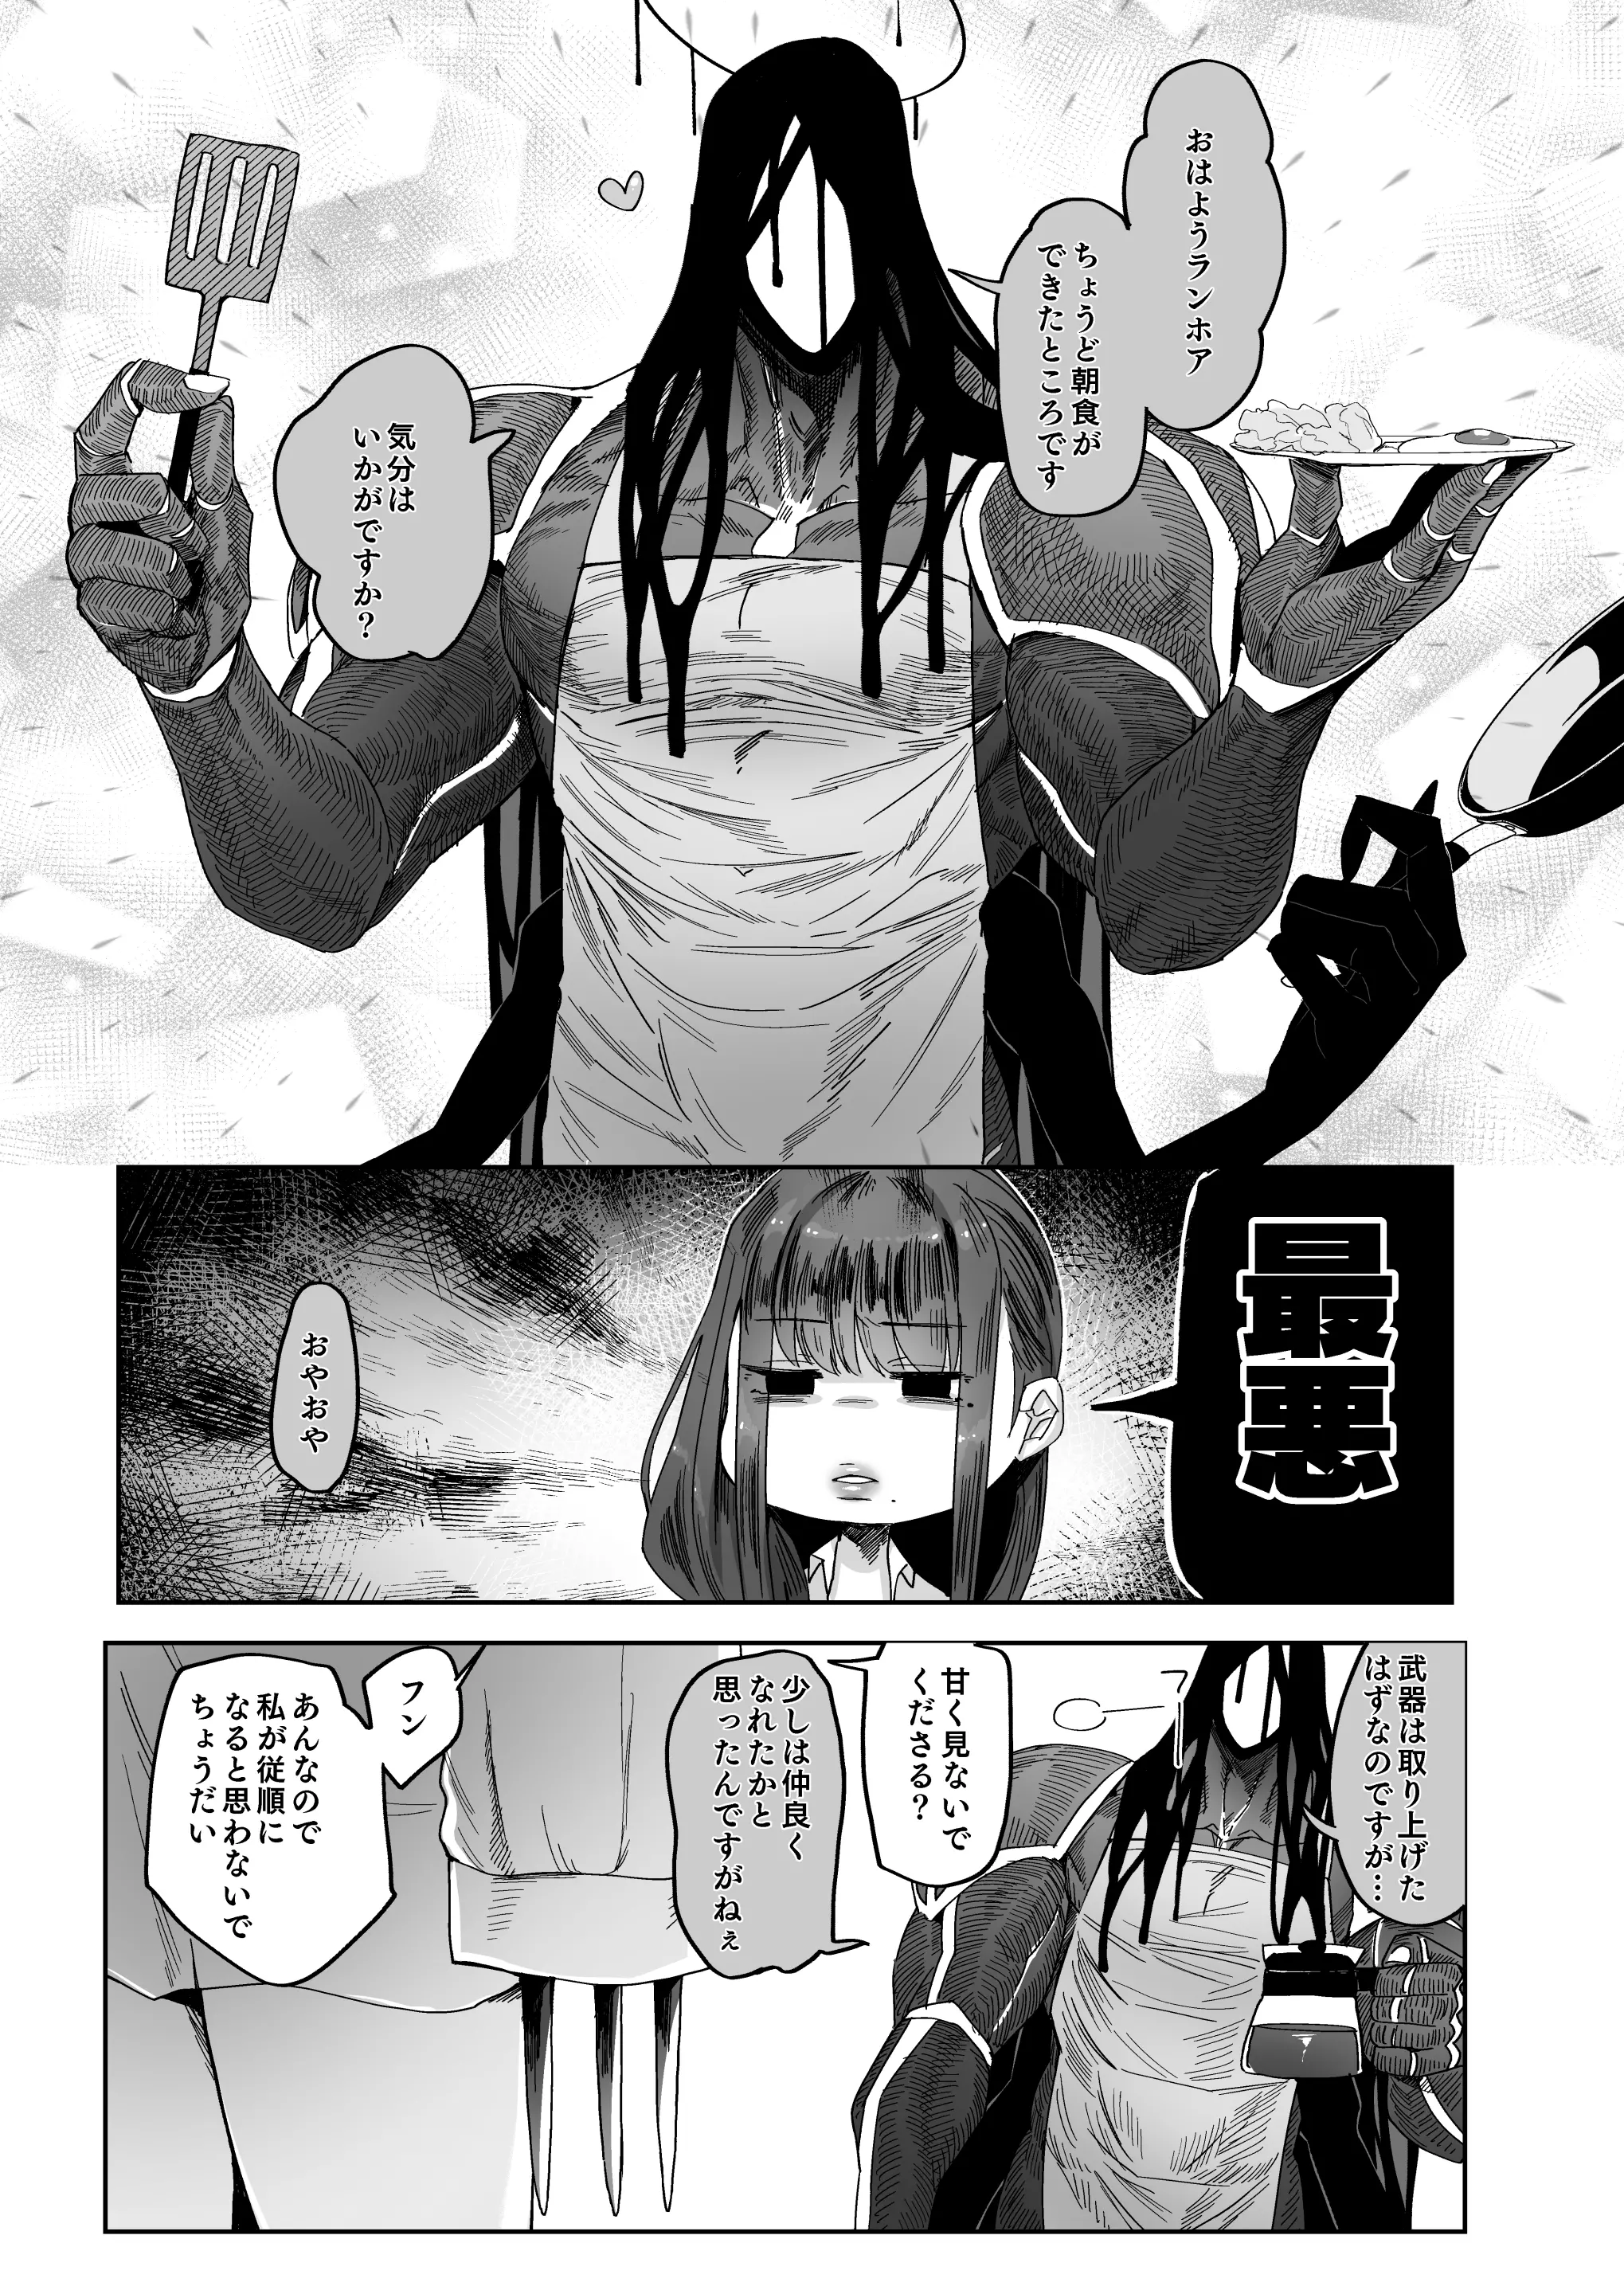 おはようランホア
ちょうど朝食が
できたところです
気分は
いかがですか?
最悪
おやおや
武器は取り上げた
はずなのですが…
甘く見ないで
くださる?
少しは仲良く
なれたかと
思ったんですがねぇ
フン
あんなので
私が従順に
なると思わないで
ちょうだい